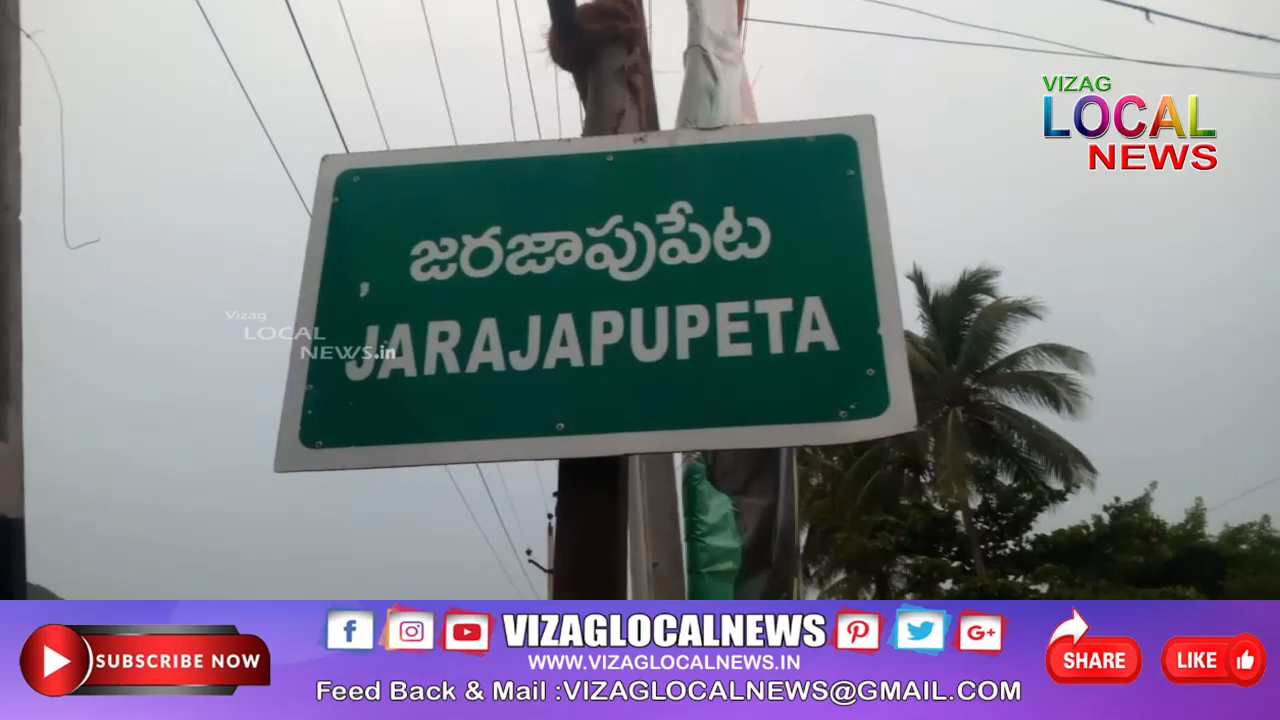 VIZAG
LOCAL
NEWS
జరజాపుపేట
,
JARAJAPUPETA
Vizag
LOCAL
NEWS.in
SUBSCRIBE NOW
VIZAGLOCALNEWS
WWW.VIZAGLOCALNEWS.IN
Feed Back & Mail :VIZAGLOCALNEWS@GMAIL.COM
SHARE
LIKE